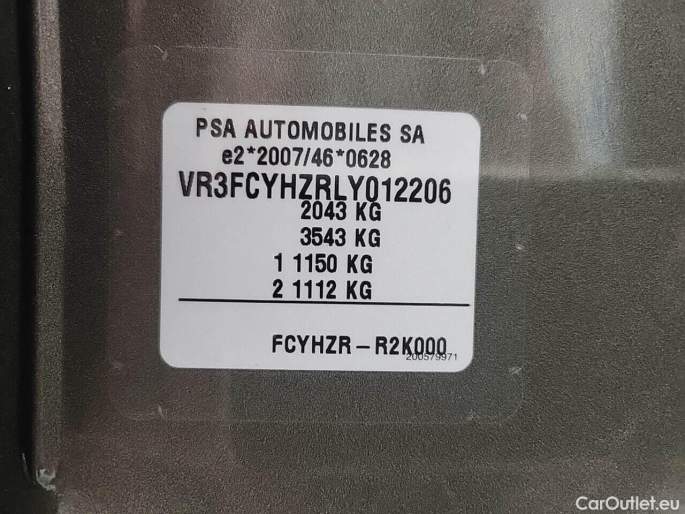 PSA AUTOMOBILES SA
e2*2007/46*0628
VR3FCYHZRLY012206
2043 KG
3543 KG
1 1150 KG
2 1112 KG
FCYHZR – R2K000
200579971
CarOutlet.eu